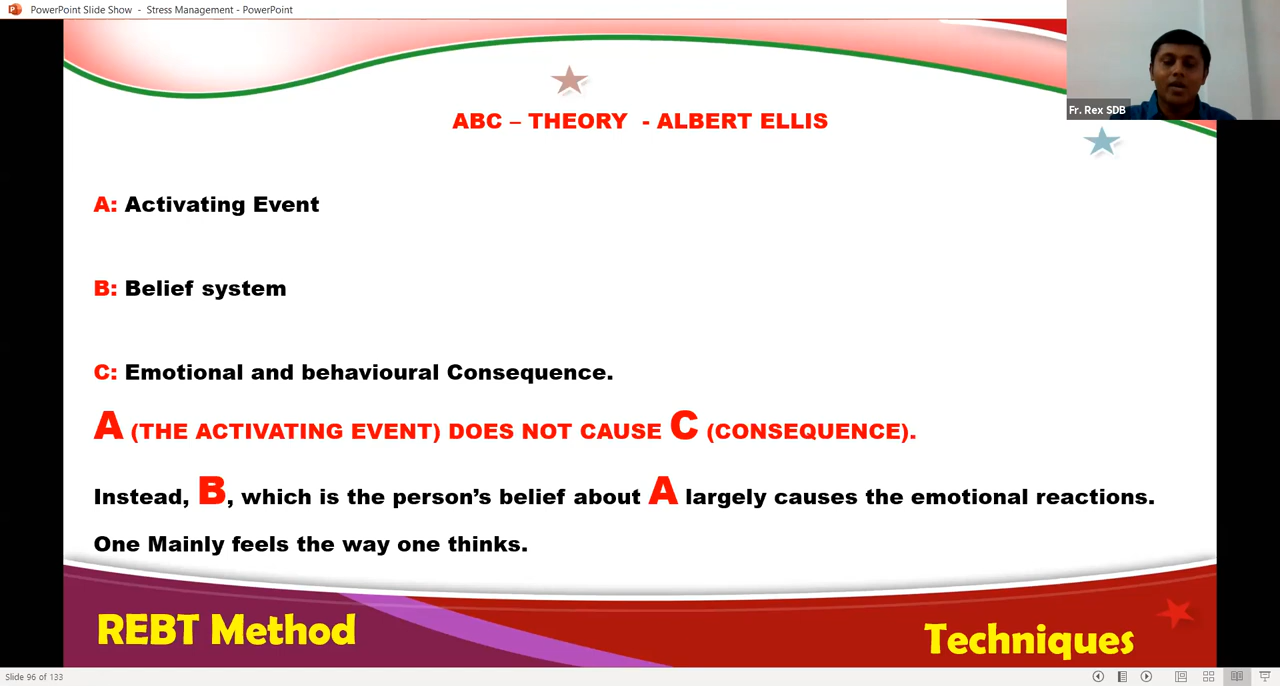 PowerPoint Slide Show - Stress Management - PowerPoint
Fr. Rex SDB
ABC – THEORY - ALBERT ELLIS
A: Activating Event
B: Belief system
C: Emotional and behavioural Consequence.
A (THE ACTIVATING EVENT) DOES NOT CAUSE C (CONSEQUENCE).
Instead, B, which is the person’s belief about A largely causes the emotional reactions.
One Mainly feels the way one thinks.
REBT Method
Techniques
Slide 96 of 133